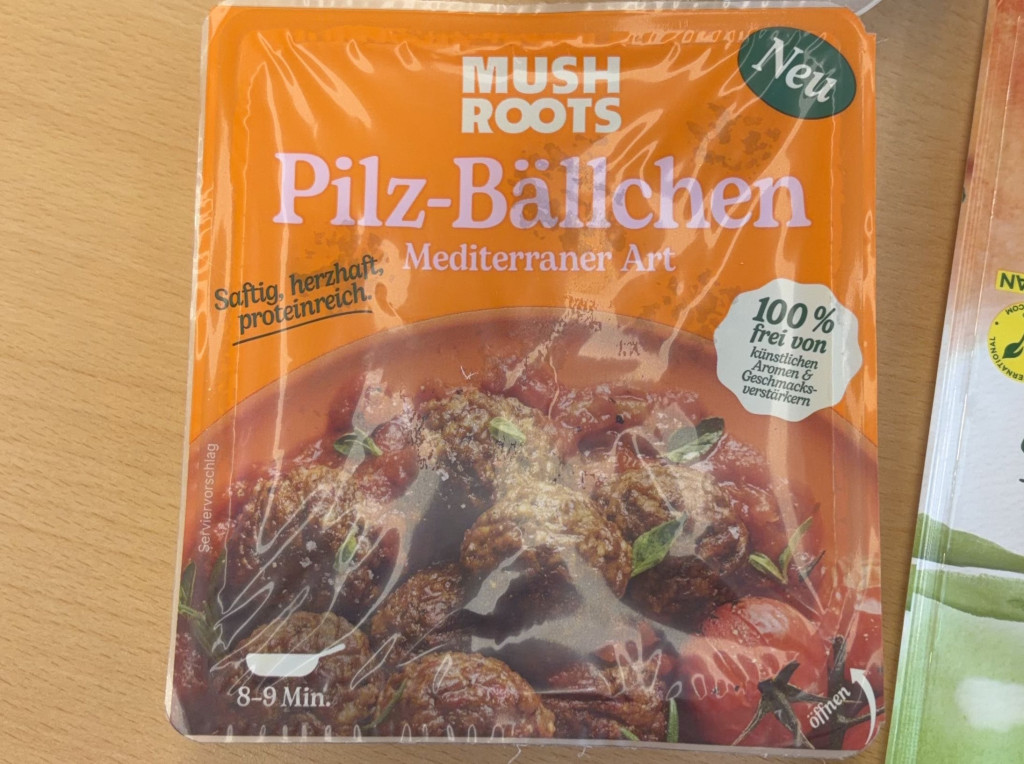 MUSH
ROOTS
Neu
Pilz-Bällchen
Mediterraner Art
Saftig, herzhaft,
proteinreich.
100 %
frei von
künstlichen
Aromen &
Geschmacks-
verstärkern
Serviervorschlag
8-9 Min.
öffnen